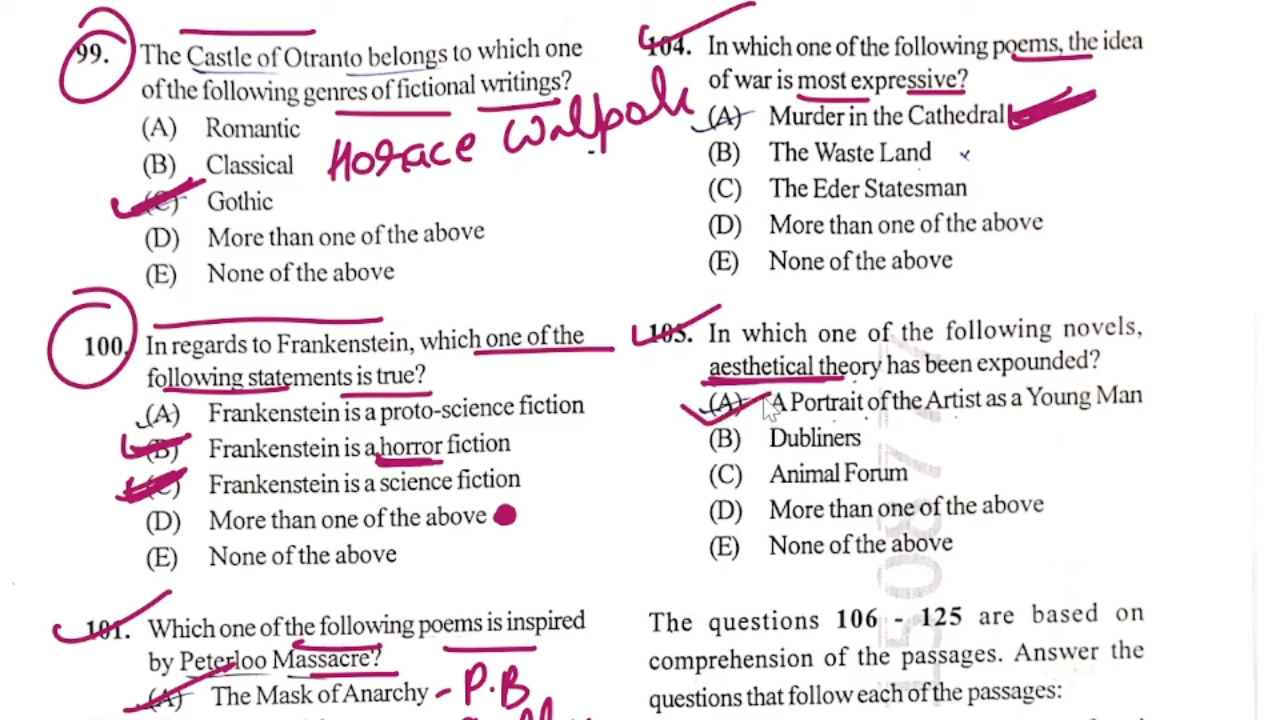 99. The Castle of Otranto belongs to which one
of the following genres of fictional writings?
(A) Romantic
(B) Classical
(C) Gothic
(D) More than one of the above
(E) None of the above
Horace Walpole
100. In regards to Frankenstein, which one of the
following statements is true?
(A) Frankenstein is a proto-science fiction
(B) Frankenstein is a horror fiction
(C) Frankenstein is a science fiction
(D) More than one of the above
(E) None of the above
101. Which one of the following poems is inspired
by Peterloo Massacre?
(A) The Mask of Anarchy - P.B
104. In which one of the following poems, the idea
of war is most expressive?
(A) Murder in the Cathedral
(B) The Waste Land
(C) The Eder Statesman
(D) More than one of the above
(E) None of the above
105. In which one of the following novels,
aesthetical theory has been expounded?
(A) A Portrait of the Artist as a Young Man
(B) Dubliners
(C) Animal Forum
(D) More than one of the above
(E) None of the above
The questions 106 - 125 are based on
comprehension of the passages. Answer the
questions that follow each of the passages: